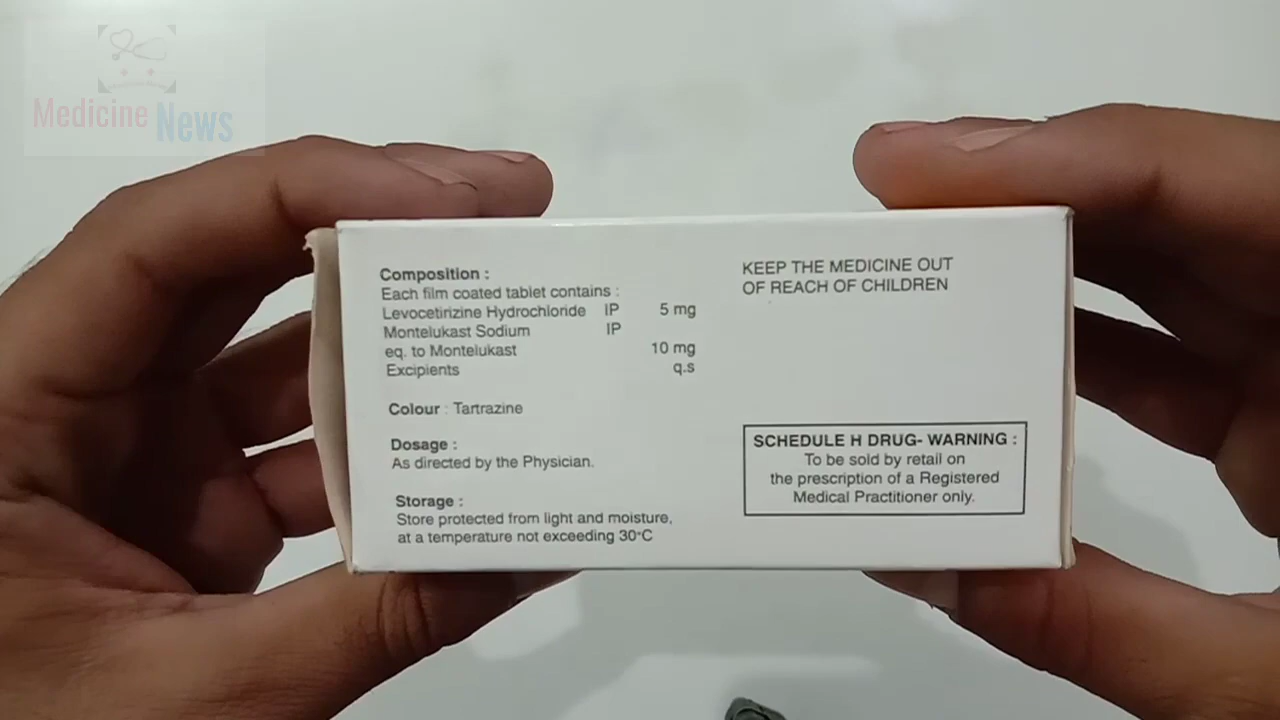 Medicine News
Composition :
Each film coated tablet contains :
Levocetirizine Hydrochloride IP 5 mg
Montelukast Sodium IP
eq. to Montelukast 10 mg
Excipients q.s
Colour : Tartrazine
Dosage :
As directed by the Physician.
Storage :
Store protected from light and moisture,
at a temperature not exceeding 30°C
KEEP THE MEDICINE OUT
OF REACH OF CHILDREN
SCHEDULE H DRUG- WARNING :
To be sold by retail on
the prescription of a Registered
Medical Practitioner only.